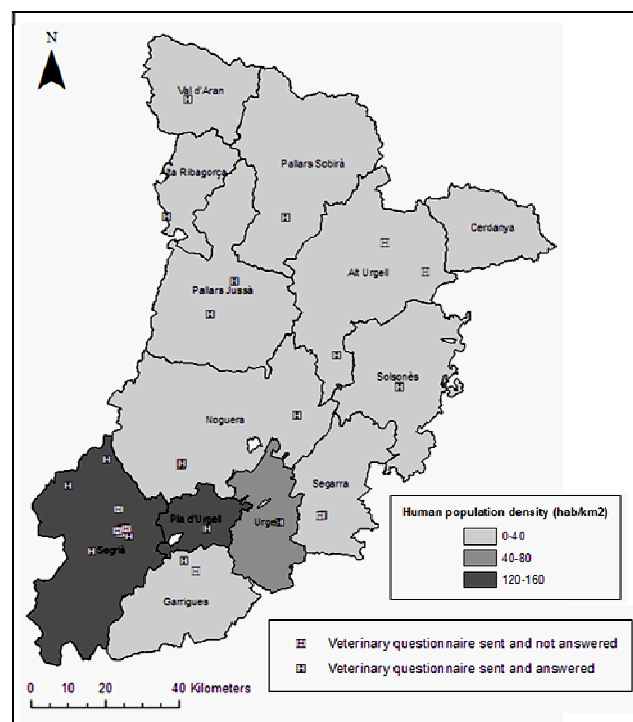 N
Val d'Aran
Alta Ribagorça
Pallars Sobirà
Cerdanya
Alt Urgell
Pallars Jussà
Solsonès
Noguera
Segarra
Pla d'Urgell
Urgell
Segrià
Garrigues
Human population density (hab/km2)
0-40
40-80
120-160
Veterinary questionnaire sent and not answered
Veterinary questionnaire sent and answered
0 10 20 40 Kilometers